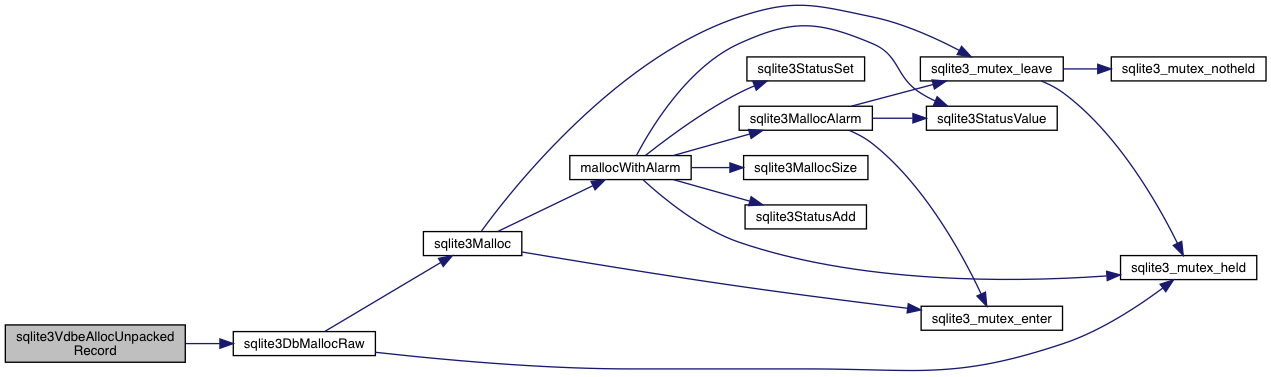 sqlite3VdbeAllocUnpacked
Record
sqlite3DbMallocRaw
sqlite3Malloc
mallocWithAlarm
sqlite3StatusSet
sqlite3MallocAlarm
sqlite3MallocSize
sqlite3StatusAdd
sqlite3_mutex_leave
sqlite3StatusValue
sqlite3_mutex_enter
sqlite3_mutex_notheld
sqlite3_mutex_held